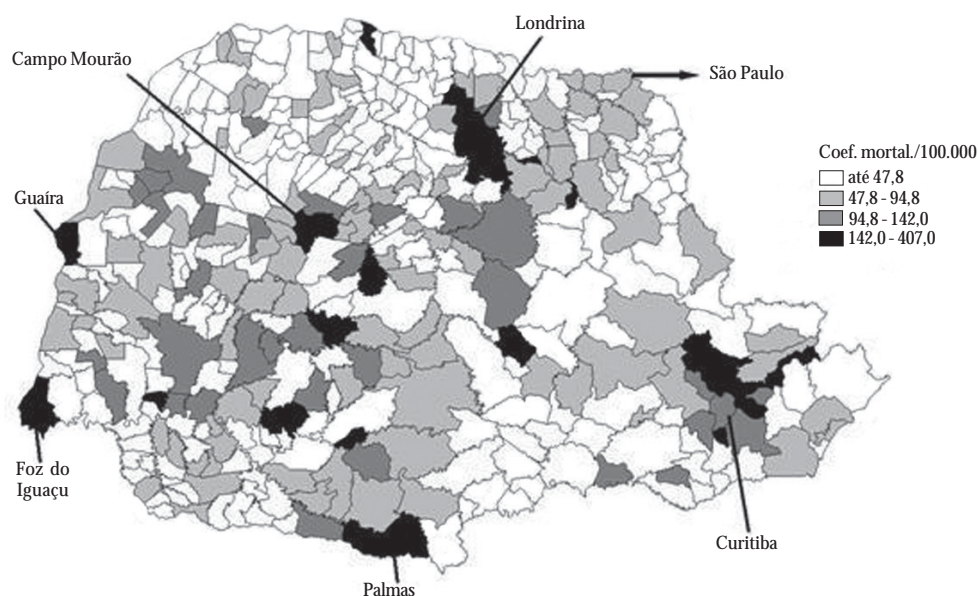 Londrina
Campo Mourão
São Paulo
Coef. mortal./100.000
até 47,8
47,8 - 94,8
94,8 - 142,0
142,0 - 407,0
Guaíra
Foz do
Iguaçu
Curitiba
Palmas